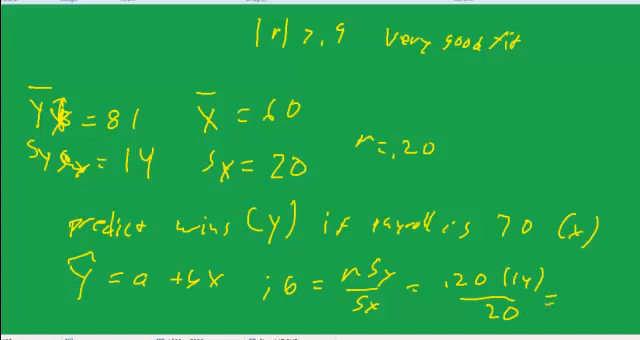 |r| > .9 Very good fit
Y̅ = 81 X̅ = 60
Sy = 14 Sx = 20 r = .20
predict wins (y) if payroll is 70 (x)
Ŷ = a + bx ; b = r Sy / Sx = .20 (14) / 20 =